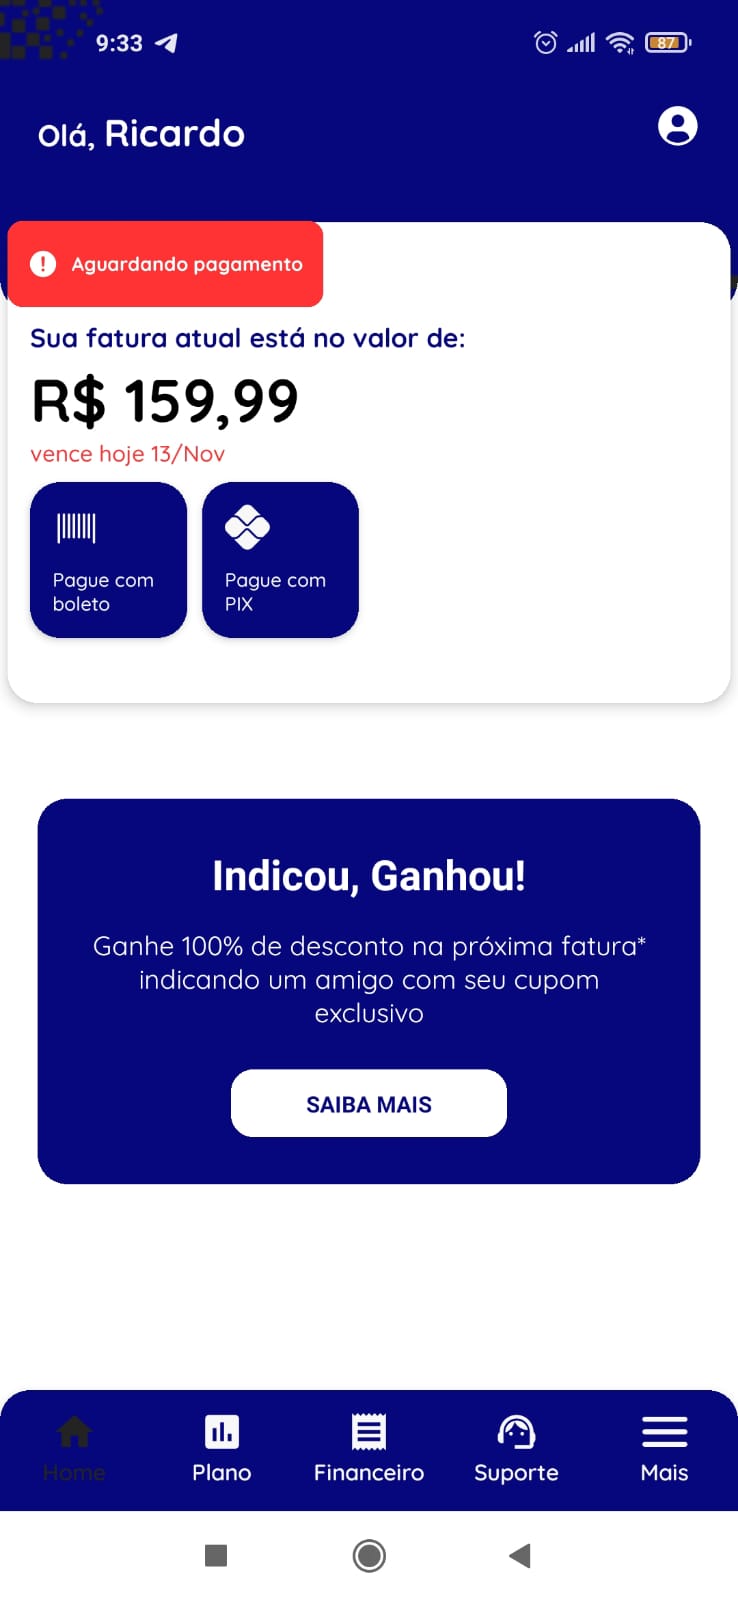 9:33
87
Olá, Ricardo
Aguardando pagamento
Sua fatura atual está no valor de:
R$ 159,99
vence hoje 13/Nov
Pague com
boleto
Pague com
PIX
Indicou, Ganhou!
Ganhe 100% de desconto na próxima fatura*
indicando um amigo com seu cupom
exclusivo
SAIBA MAIS
Home
Plano
Financeiro
Suporte
Mais